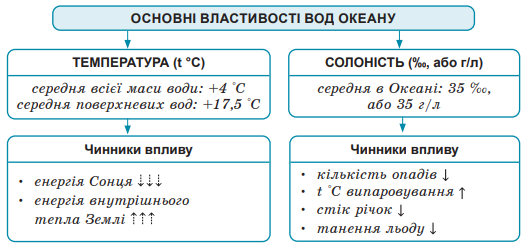 ОСНОВНІ ВЛАСТИВОСТІ ВОД ОКЕАНУ
ТЕМПЕРАТУРА (t °С)
середня всієї маси води: +4 °С
середня поверхневих вод: +17,5 °С
Чинники впливу
• енергія Сонця ↓↓↓
• енергія внутрішнього
тепла Землі ↑↑↑
СОЛОНІСТЬ (‰, або г/л)
середня в Океані: 35 ‰,
або 35 г/л
Чинники впливу
• кількість опадів ↓
• t °С випаровування ↑
• стік річок ↓
• танення льоду ↓